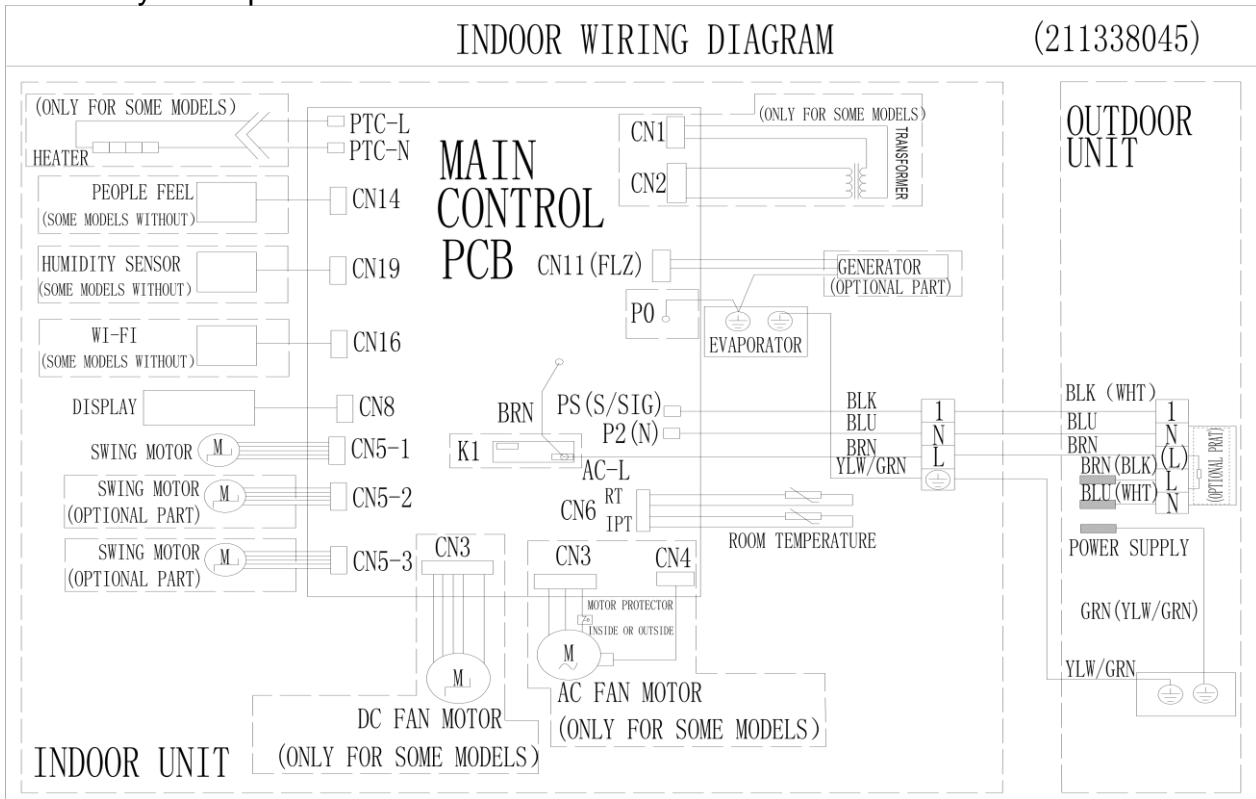 INDOOR WIRING DIAGRAM
(211338045)
(ONLY FOR SOME MODELS)
HEATER
PTC-L
PTC-N
PEOPLE FEEL
(SOME MODELS WITHOUT)
CN14
HUMIDITY SENSOR
(SOME MODELS WITHOUT)
CN19
WI-FI
(SOME MODELS WITHOUT)
CN16
DISPLAY
CN8
SWING MOTOR
M
CN5-1
SWING MOTOR
(OPTIONAL PART)
M
CN5-2
SWING MOTOR
(OPTIONAL PART)
M
CN5-3
MAIN
CONTROL
PCB
(ONLY FOR SOME MODELS)
CN1
CN2
TRANSFORMER
CN11(FLZ)
GENERATOR
(OPTIONAL PART)
P0
EVAPORATOR
BRN
K1
AC-L
PS(S/SIG)
P2(N)
BLK
BLU
BRN
YLW/GRN
1
N
L
CN6
RT
IPT
ROOM TEMPERATURE
CN3
M
DC FAN MOTOR
(ONLY FOR SOME MODELS)
CN3
CN4
MOTOR PROTECTOR
INSIDE OR OUTSIDE
M
AC FAN MOTOR
(ONLY FOR SOME MODELS)
INDOOR UNIT
OUTDOOR
UNIT
BLK (WHT)
BLU
BRN
BRN(BLK)
BLU(WHT)
1
N
(L)
L
N
(OPTIONAL PRAT)
POWER SUPPLY
GRN(YLW/GRN)
YLW/GRN